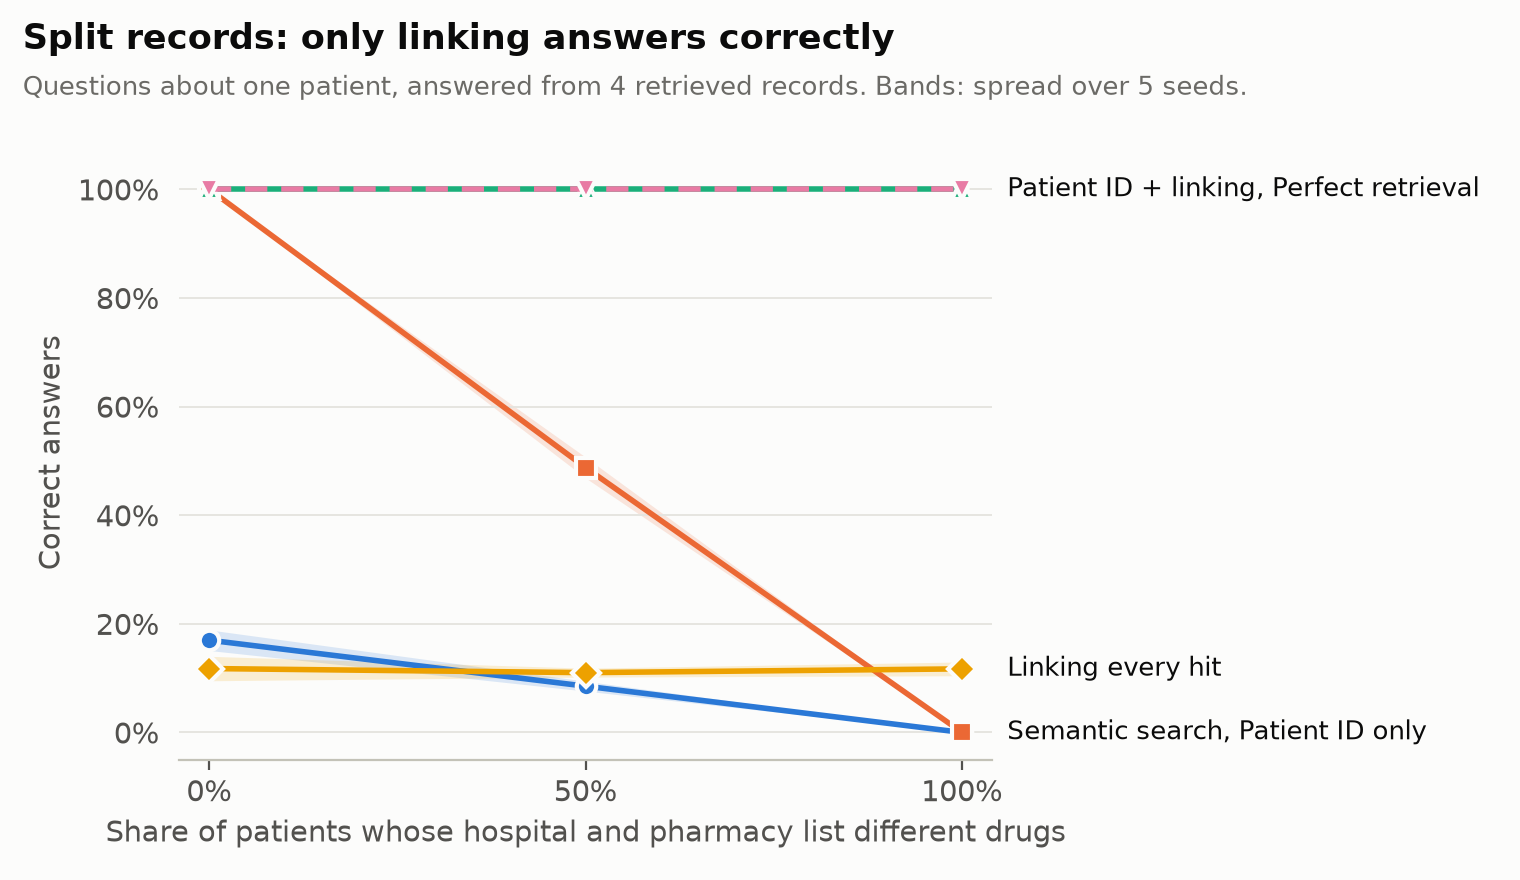 Split records: only linking answers correctly
Questions about one patient, answered from 4 retrieved records. Bands: spread over 5 seeds.
Correct answers
100%
80%
60%
40%
20%
0%
Patient ID + linking, Perfect retrieval
Linking every hit
Semantic search, Patient ID only
0%
50%
100%
Share of patients whose hospital and pharmacy list different drugs